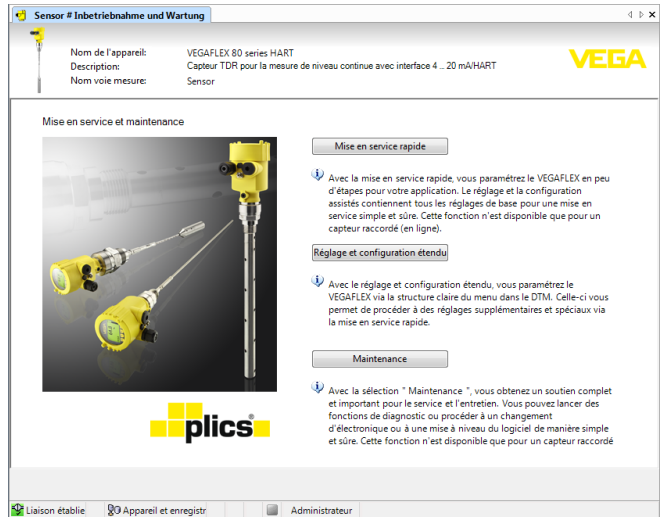 Sensor # Inbetriebnahme und Wartung
Nom de l'appareil: VEGAFLEX 80 series HART
Description: Capteur TDR pour la mesure de niveau continue avec interface 4 .. 20 mA/HART
Nom voie mesure: Sensor
VEGA
Mise en service et maintenance
Mise en service rapide
Avec la mise en service rapide, vous paramétrez le VEGAFLEX en peu
d'étapes pour votre application. Le réglage et la configuration
assistés contiennent tous les réglages de base pour une mise en
service simple et sûre. Cette fonction n'est disponible que pour un
capteur raccordé (en ligne).
Réglage et configuration étendu
Avec le réglage et configuration étendu, vous paramétrez le
VEGAFLEX via la structure claire du menu dans le DTM. Celle-ci vous
permet de procéder à des réglages supplémentaires et spéciaux via
la mise en service rapide.
Maintenance
Avec la sélection " Maintenance ", vous obtenez un soutien complet
et important pour le service et l'entretien. Vous pouvez lancer des
fonctions de diagnostic ou procéder à un changement
d'électronique ou à une mise à niveau du logiciel de manière simple
et sûre. Cette fonction n'est disponible que pour un capteur raccordé
plics®
Liaison établie Appareil et enregistr Administrateur